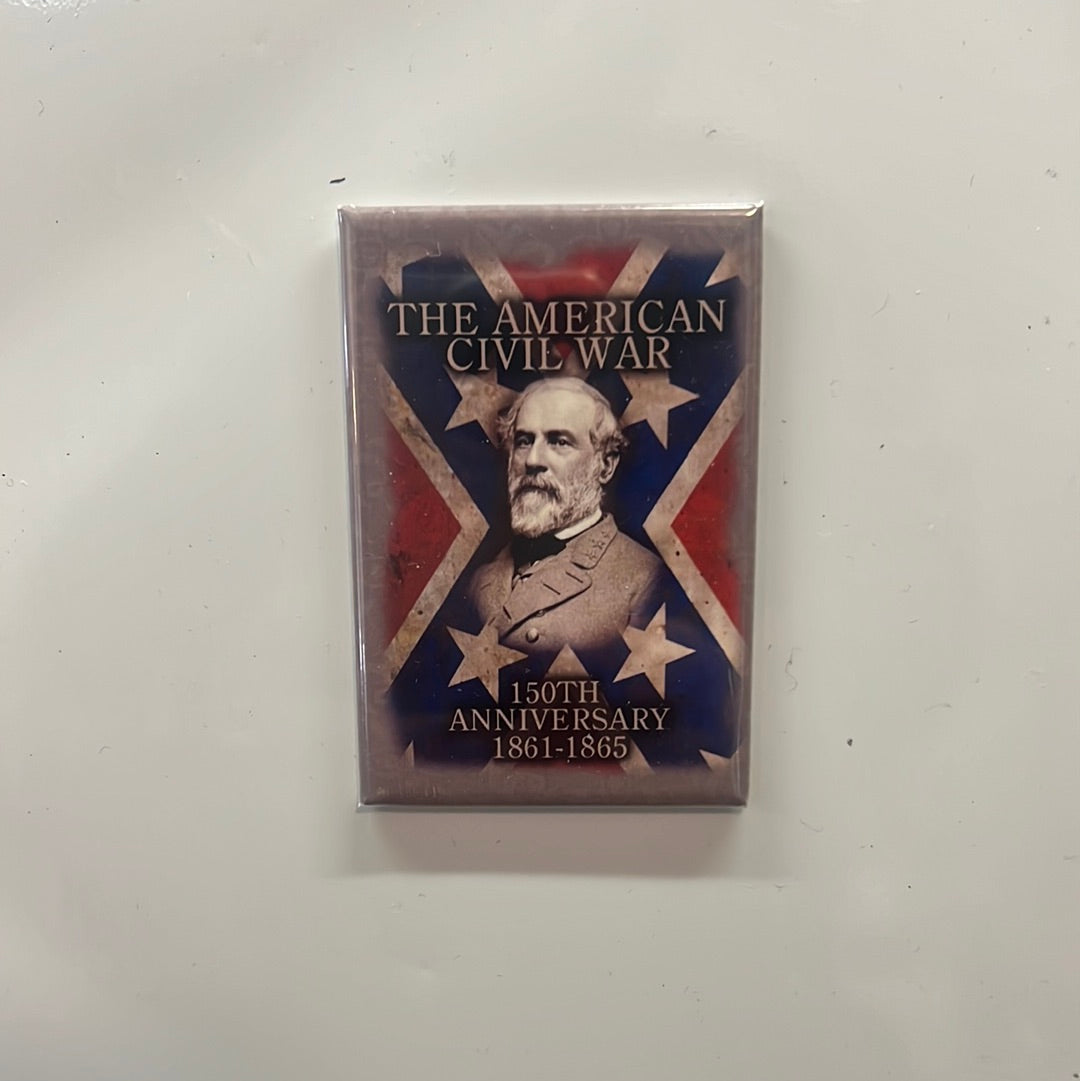 THE AMERICAN
CIVIL WAR
150TH
ANNIVERSARY
1861-1865